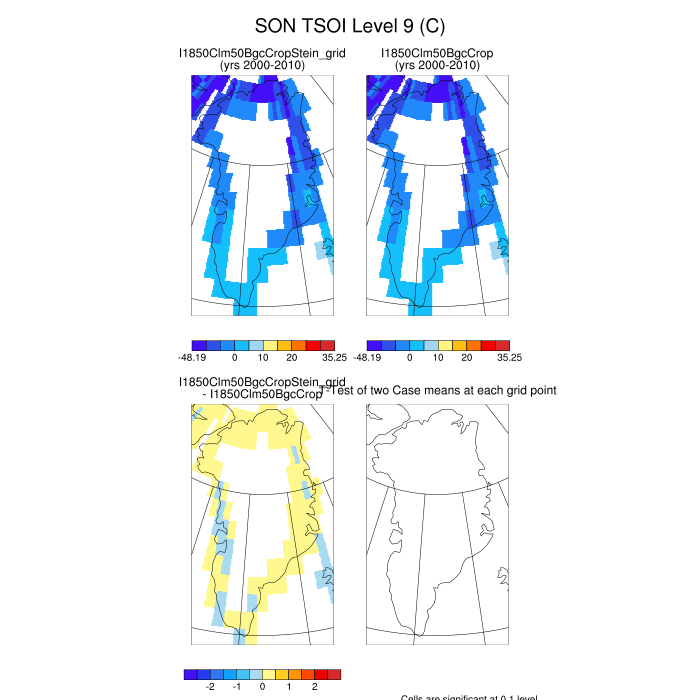 SON TSOI Level 9 (C)
I1850Clm50BgcCropStein_grid
(yrs 2000-2010)
I1850Clm50BgcCrop
(yrs 2000-2010)
-48.19 0 10 20 35.25
-48.19 0 10 20 35.25
I1850Clm50BgcCropStein_grid
- I1850Clm50BgcCrop
T-Test of two Case means at each grid point
-2 -1 0 1 2
Cells are significant at 0.1 level